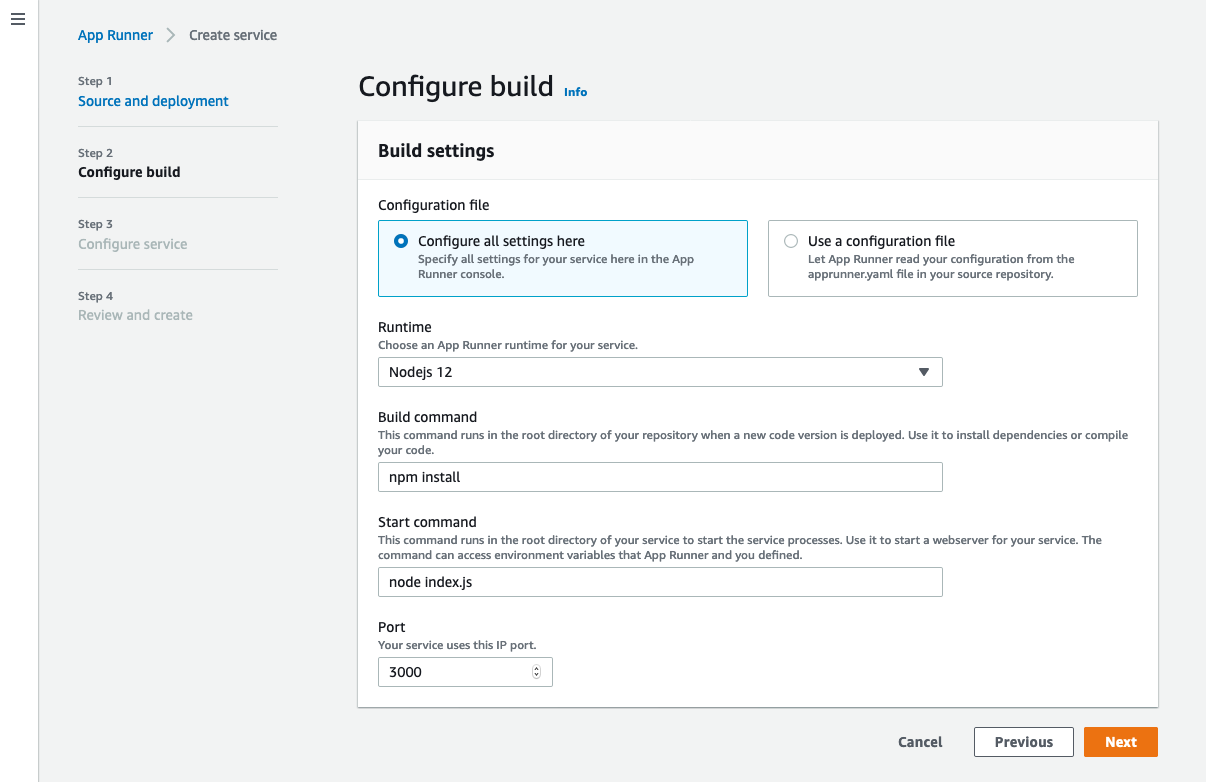 App Runner
Create service
Step 1
Source and deployment
Step 2
Configure build
Step 3
Configure service
Step 4
Review and create
Configure build Info
Build settings
Configuration file
Configure all settings here
Specify all settings for your service here in the App
Runner console.
Use a configuration file
Let App Runner read your configuration from the
apprunner.yaml file in your source repository.
Runtime
Choose an App Runner runtime for your service.
Nodejs 12
Build command
This command runs in the root directory of your repository when a new code version is deployed. Use it to install dependencies or compile
your code.
npm install
Start command
This command runs in the root directory of your service to start the service processes. Use it to start a webserver for your service. The
command can access environment variables that App Runner and you defined.
node index.js
Port
Your service uses this IP port.
3000
Cancel
Previous
Next